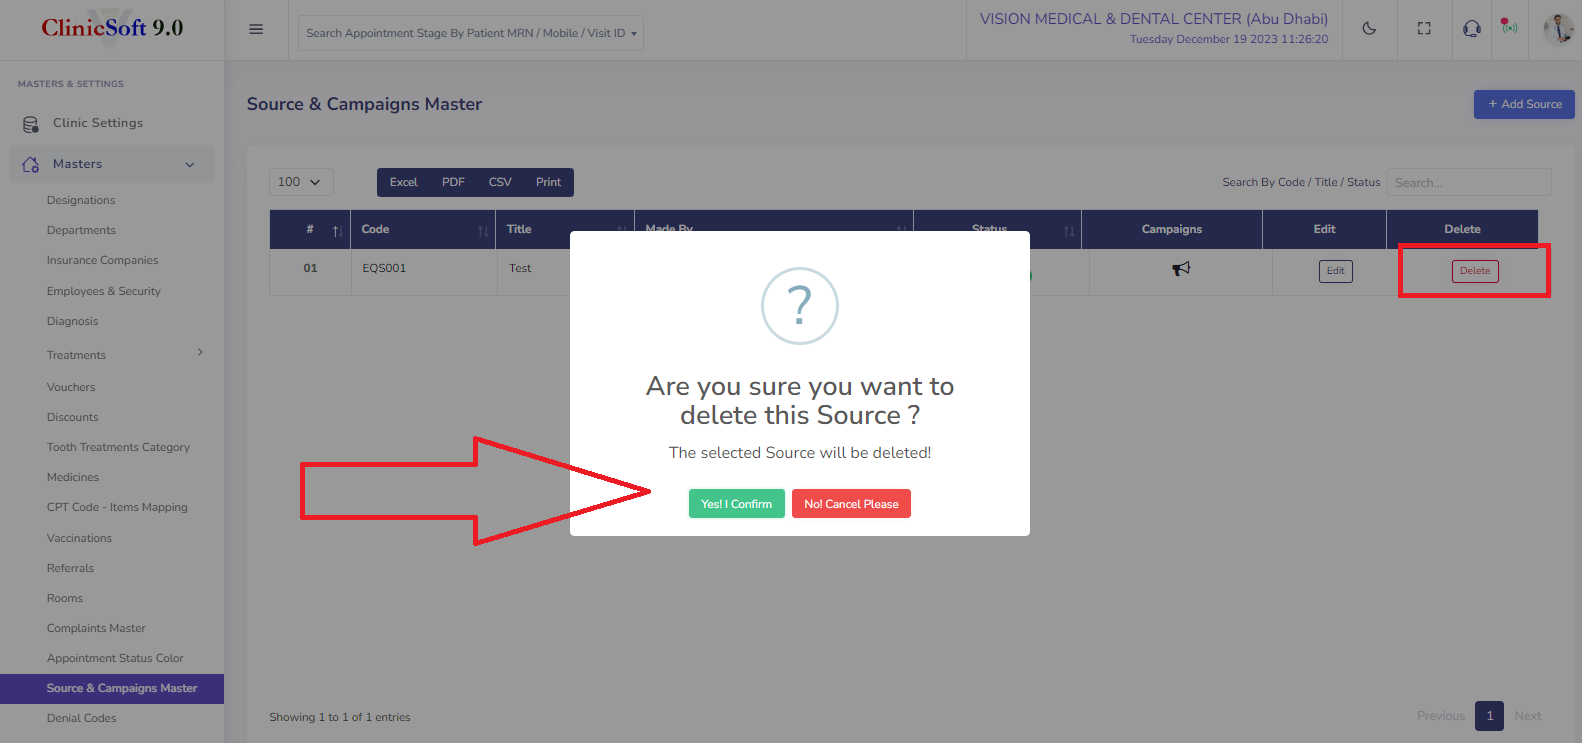 ClinicSoft 9.0
Search Appointment Stage By Patient MRN / Mobile / Visit ID
VISION MEDICAL & DENTAL CENTER (Abu Dhabi)
Tuesday December 19 2023 11:26:20
MASTERS & SETTINGS
Clinic Settings
Masters
Designations
Departments
Insurance Companies
Employees & Security
Diagnosis
Treatments
Vouchers
Discounts
Tooth Treatments Category
Medicines
CPT Code - Items Mapping
Vaccinations
Referrals
Rooms
Complaints Master
Appointment Status Color
Source & Campaigns Master
Denial Codes
Source & Campaigns Master
+ Add Source
100
Excel PDF CSV Print
Search By Code / Title / Status Search...
# Code Title Made By Status Campaigns Edit Delete
01 EQS001 Test Edit Delete
?
Are you sure you want to
delete this Source ?
The selected Source will be deleted!
Yes! I Confirm No! Cancel Please
Showing 1 to 1 of 1 entries
Previous 1 Next